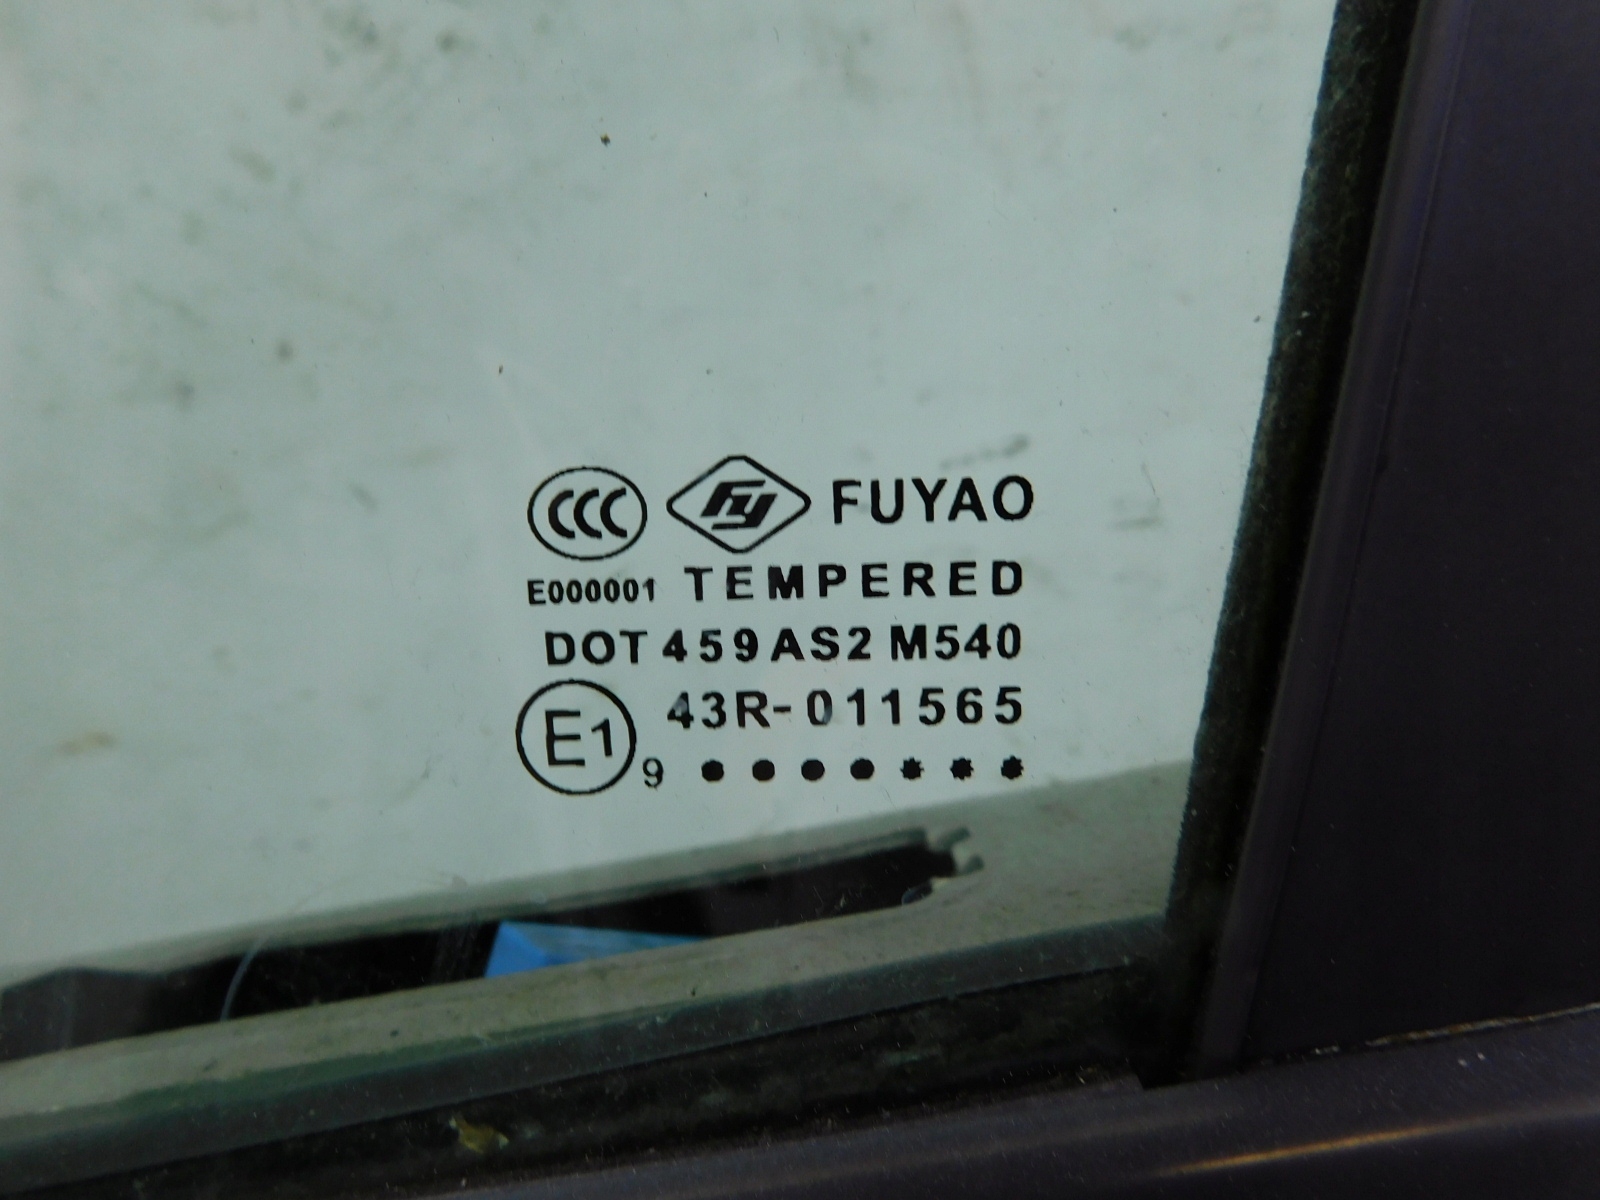 CCC FY FUYAO
E000001 TEMPERED
DOT 459 AS2 M540
E1 43R-011565
9 ●●●●●●●